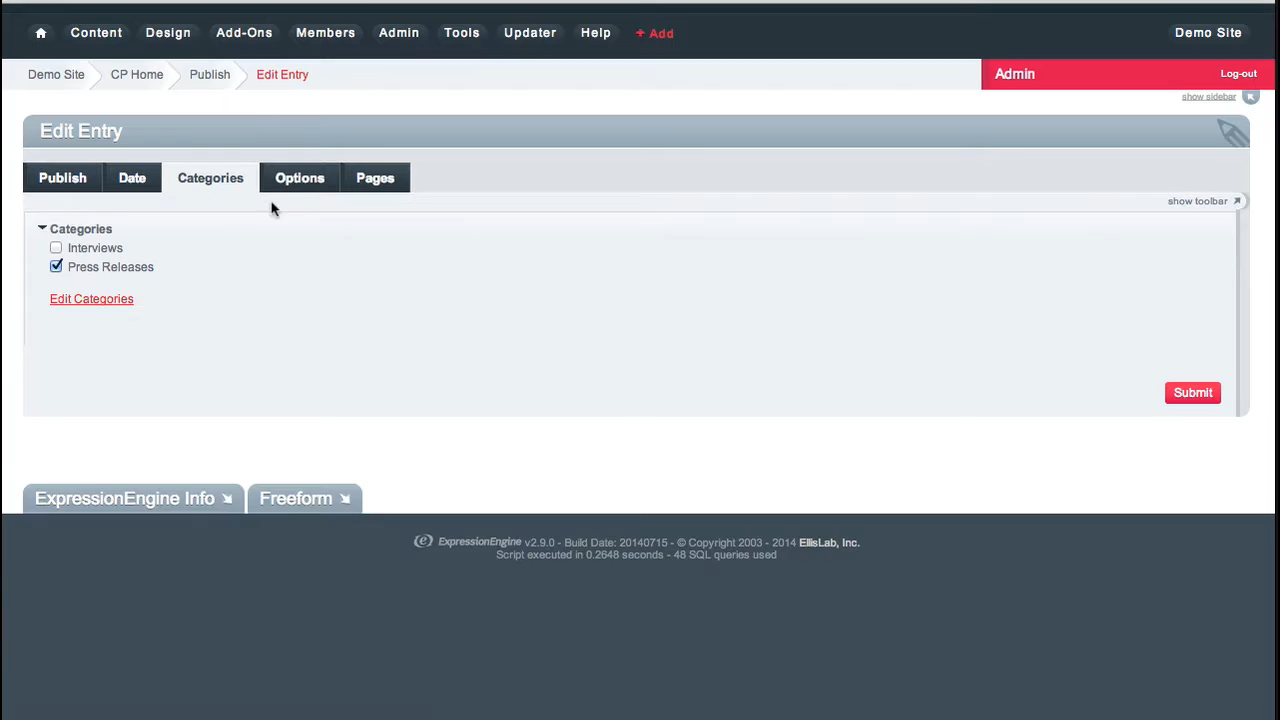 Content Design Add-Ons Members Admin Tools Updater Help + Add Demo Site
Demo Site CP Home Publish Edit Entry Admin Log-out
show sidebar
Edit Entry
Publish Date Categories Options Pages
show toolbar
Categories
Interviews
Press Releases
Edit Categories
Submit
ExpressionEngine Info Freeform
ExpressionEngine v2.9.0 - Build Date: 20140715 - © Copyright 2003 - 2014 EllisLab, Inc.
Script executed in 0.2648 seconds - 48 SQL queries used